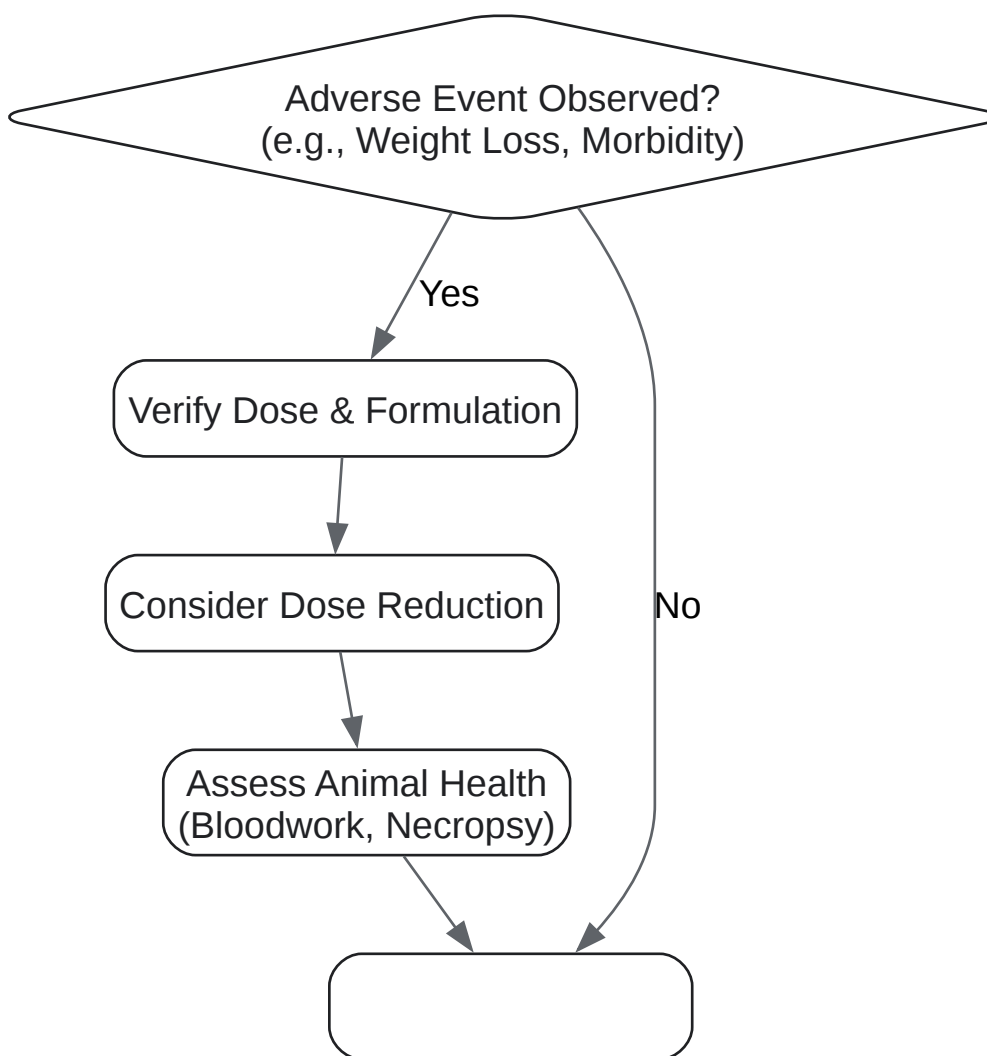 Adverse Event Observed?
(e.g., Weight Loss, Morbidity)
Yes
Verify Dose & Formulation
Consider Dose Reduction
No
Assess Animal Health
(Bloodwork, Necropsy)